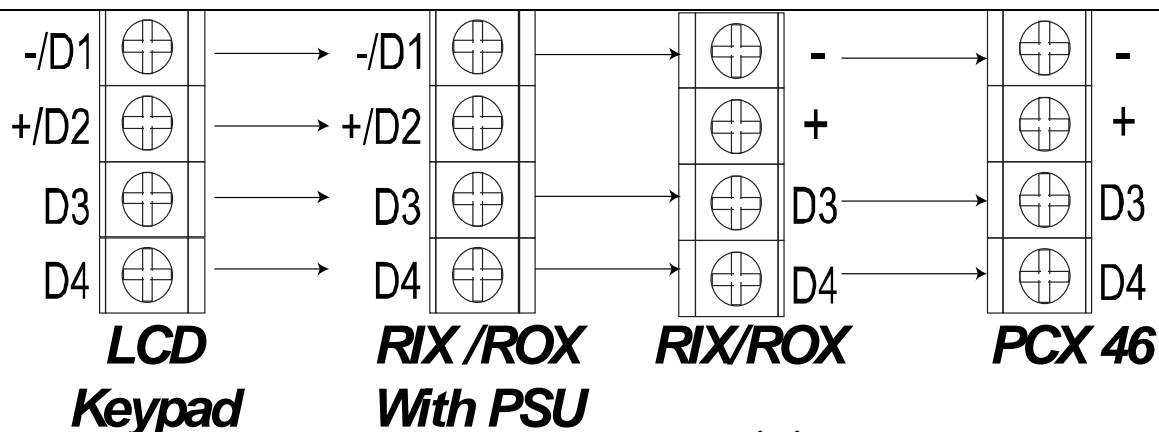 -/D1 -/D1 - -
+/D2 +/D2 + +
D3 D3 D3 D3
D4 D4 D4 D4
LCD RIX /ROX RIX/ROX PCX 46
Keypad With PSU